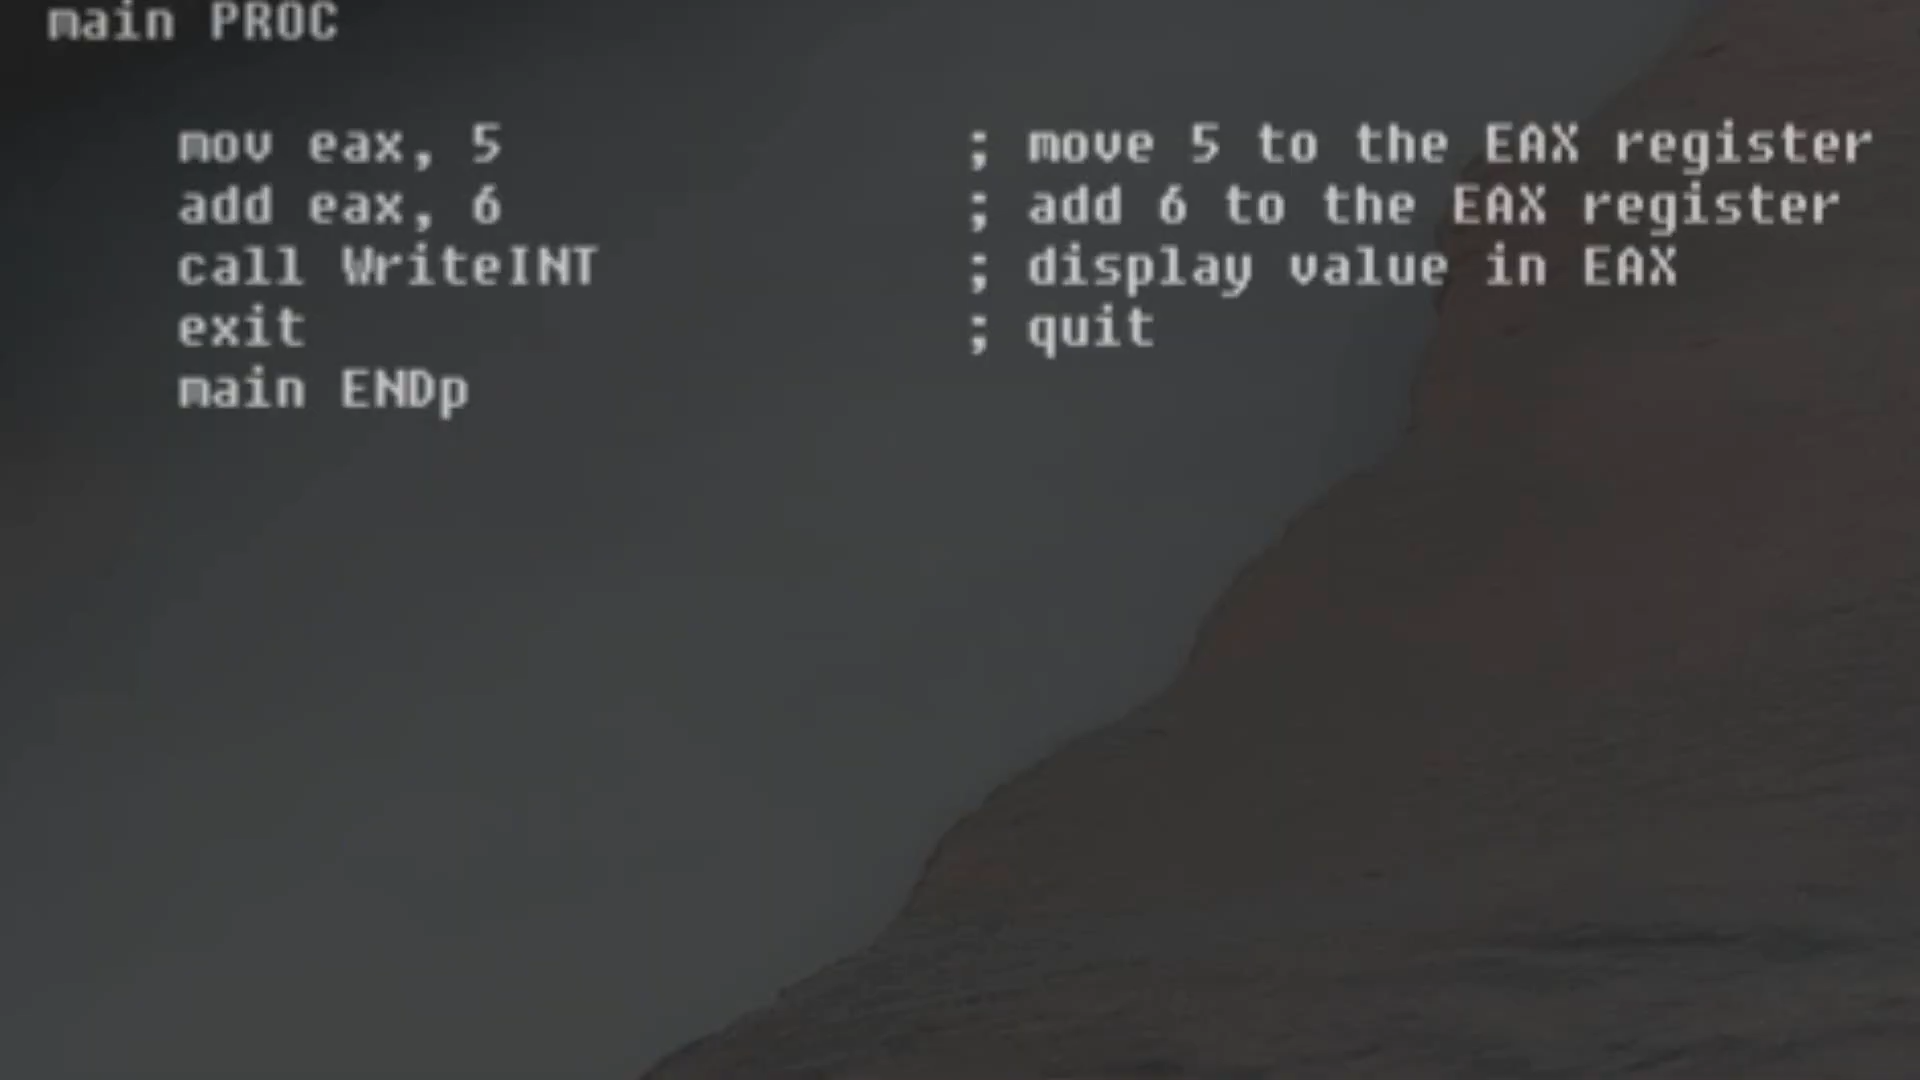 main PROC
mov eax, 5 ; move 5 to the EAX register
add eax, 6 ; add 6 to the EAX register
call WriteINT ; display value in EAX
exit ; quit
main ENDp